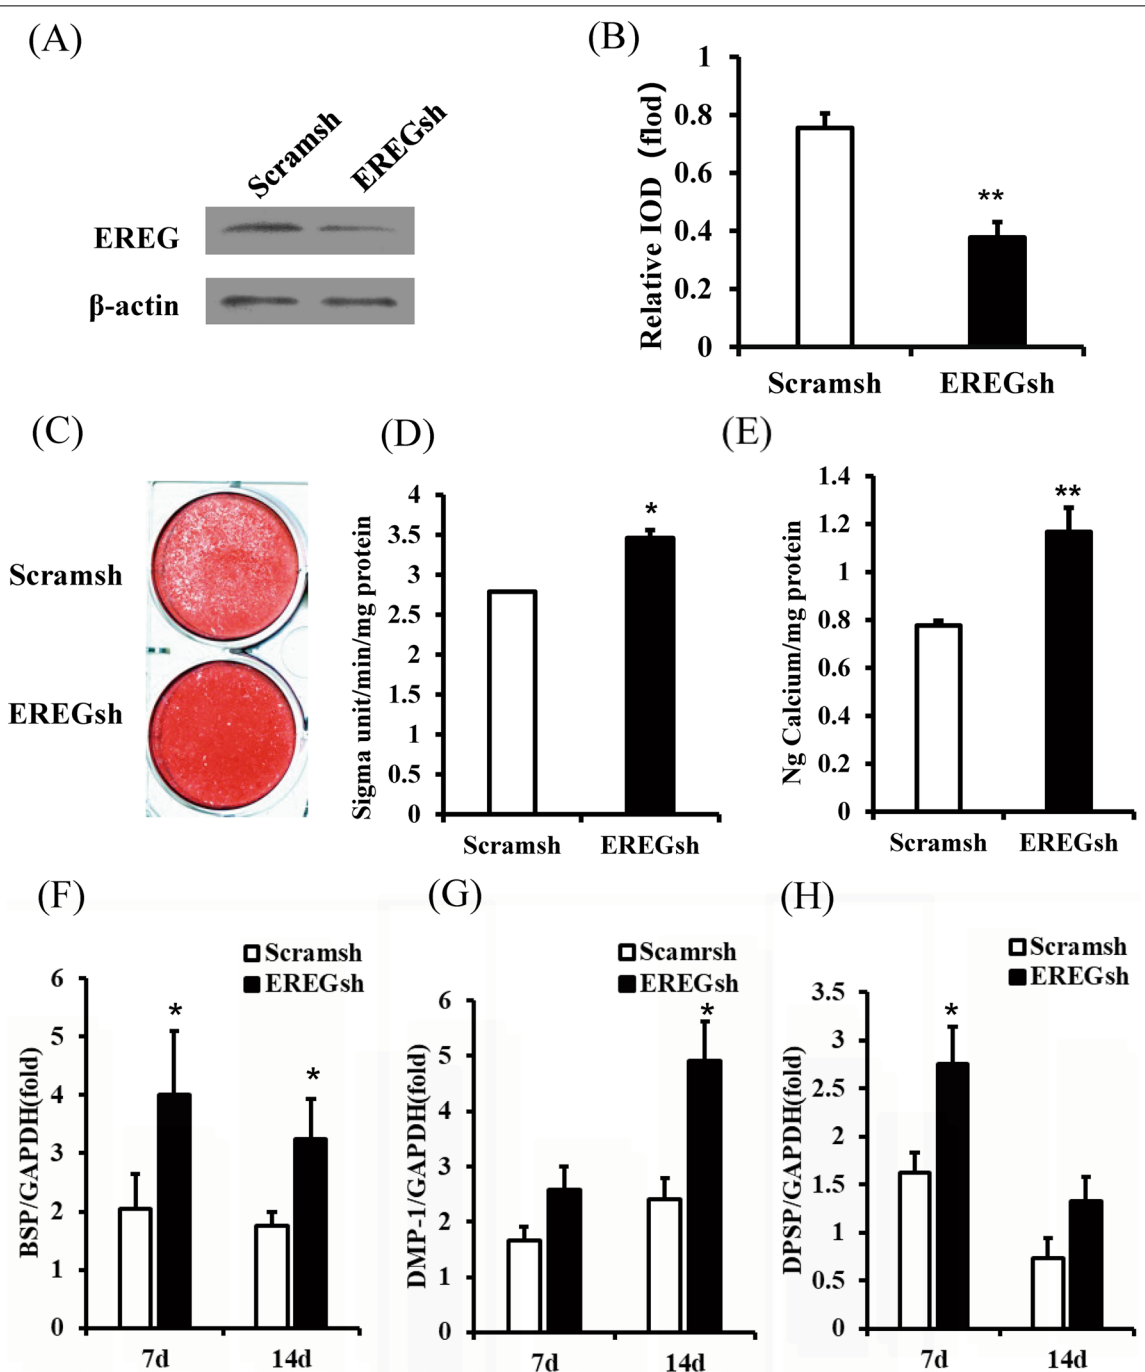 (A)
Scramsh
EREGsh
EREG
β-actin
(B)
Relative IOD (flod)
1
0.8
0.6
0.4
0.2
0
**
Scramsh
EREGsh
(C)
Scramsh
EREGsh
(D)
Sigma unit/min/mg protein
4
3.5
3
2.5
2
1.5
1
0.5
0
*
Scramsh
EREGsh
(E)
Ng Calcium/mg protein
1.4
1.2
1
0.8
0.6
0.4
0.2
0
**
Scramsh
EREGsh
(F)
Scramsh
EREGsh
BSP/GAPDH(fold)
6
5
4
3
2
1
0
*
*
7d
14d
(G)
Scamrsh
EREGsh
DMP-1/GAPDH(fold)
6
5
4
3
2
1
0
*
7d
14d
(H)
Scramsh
EREGsh
DPSP/GAPDH(fold)
3.5
3
2.5
2
1.5
1
0.5
0
*
7d
14d